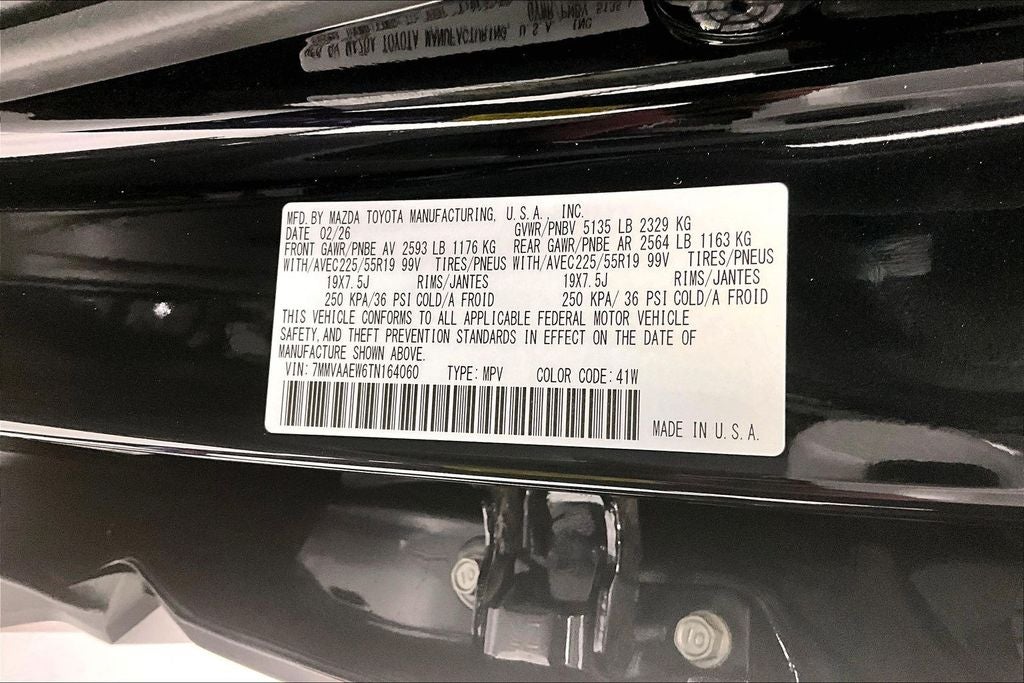 MFD. BY MAZDA TOYOTA MANUFACTURING, U.S.A., INC.
DATE 02/26 GVWR/PNBV 5135 LB 2329 KG
FRONT GAWR/PNBE AV 2593 LB 1176 KG REAR GAWR/PNBE AR 2564 LB 1163 KG
WITH/AVEC225/55R19 99V TIRES/PNEUS WITH/AVEC225/55R19 99V TIRES/PNEUS
19X7.5J RIMS/JANTES 19X7.5J RIMS/JANTES
250 KPA/36 PSI COLD/A FROID 250 KPA/ 36 PSI COLD/A FROID
THIS VEHICLE CONFORMS TO ALL APPLICABLE FEDERAL MOTOR VEHICLE
SAFETY, AND THEFT PREVENTION STANDARDS IN EFFECT ON THE DATE OF
MANUFACTURE SHOWN ABOVE.
VIN: 7MMVAAEW6TN164060 TYPE: MPV COLOR CODE: 41W
MADE IN U.S.A.
10
10